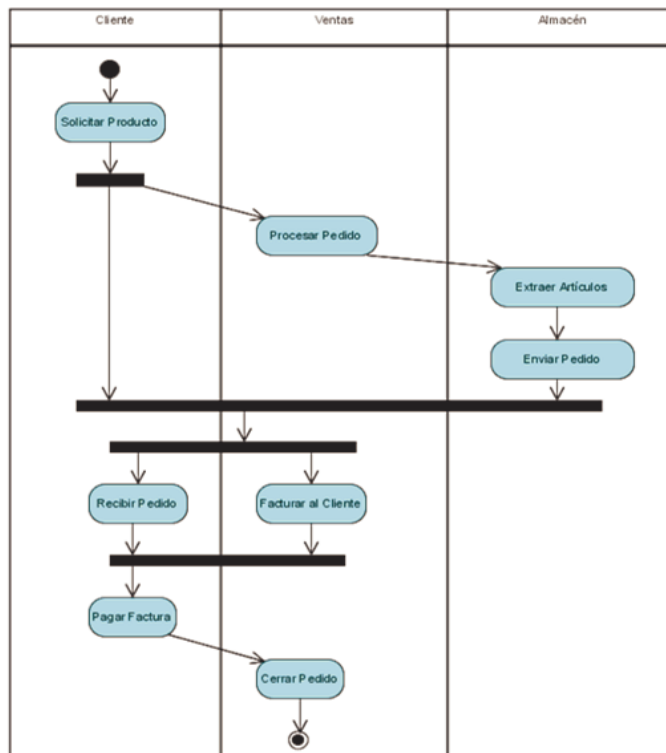 Cliente
Ventas
Almacén
Solicitar Producto
Procesar Pedido
Extraer Artículos
Enviar Pedido
Recibir Pedido
Facturar al Cliente
Pagar Factura
Cerrar Pedido